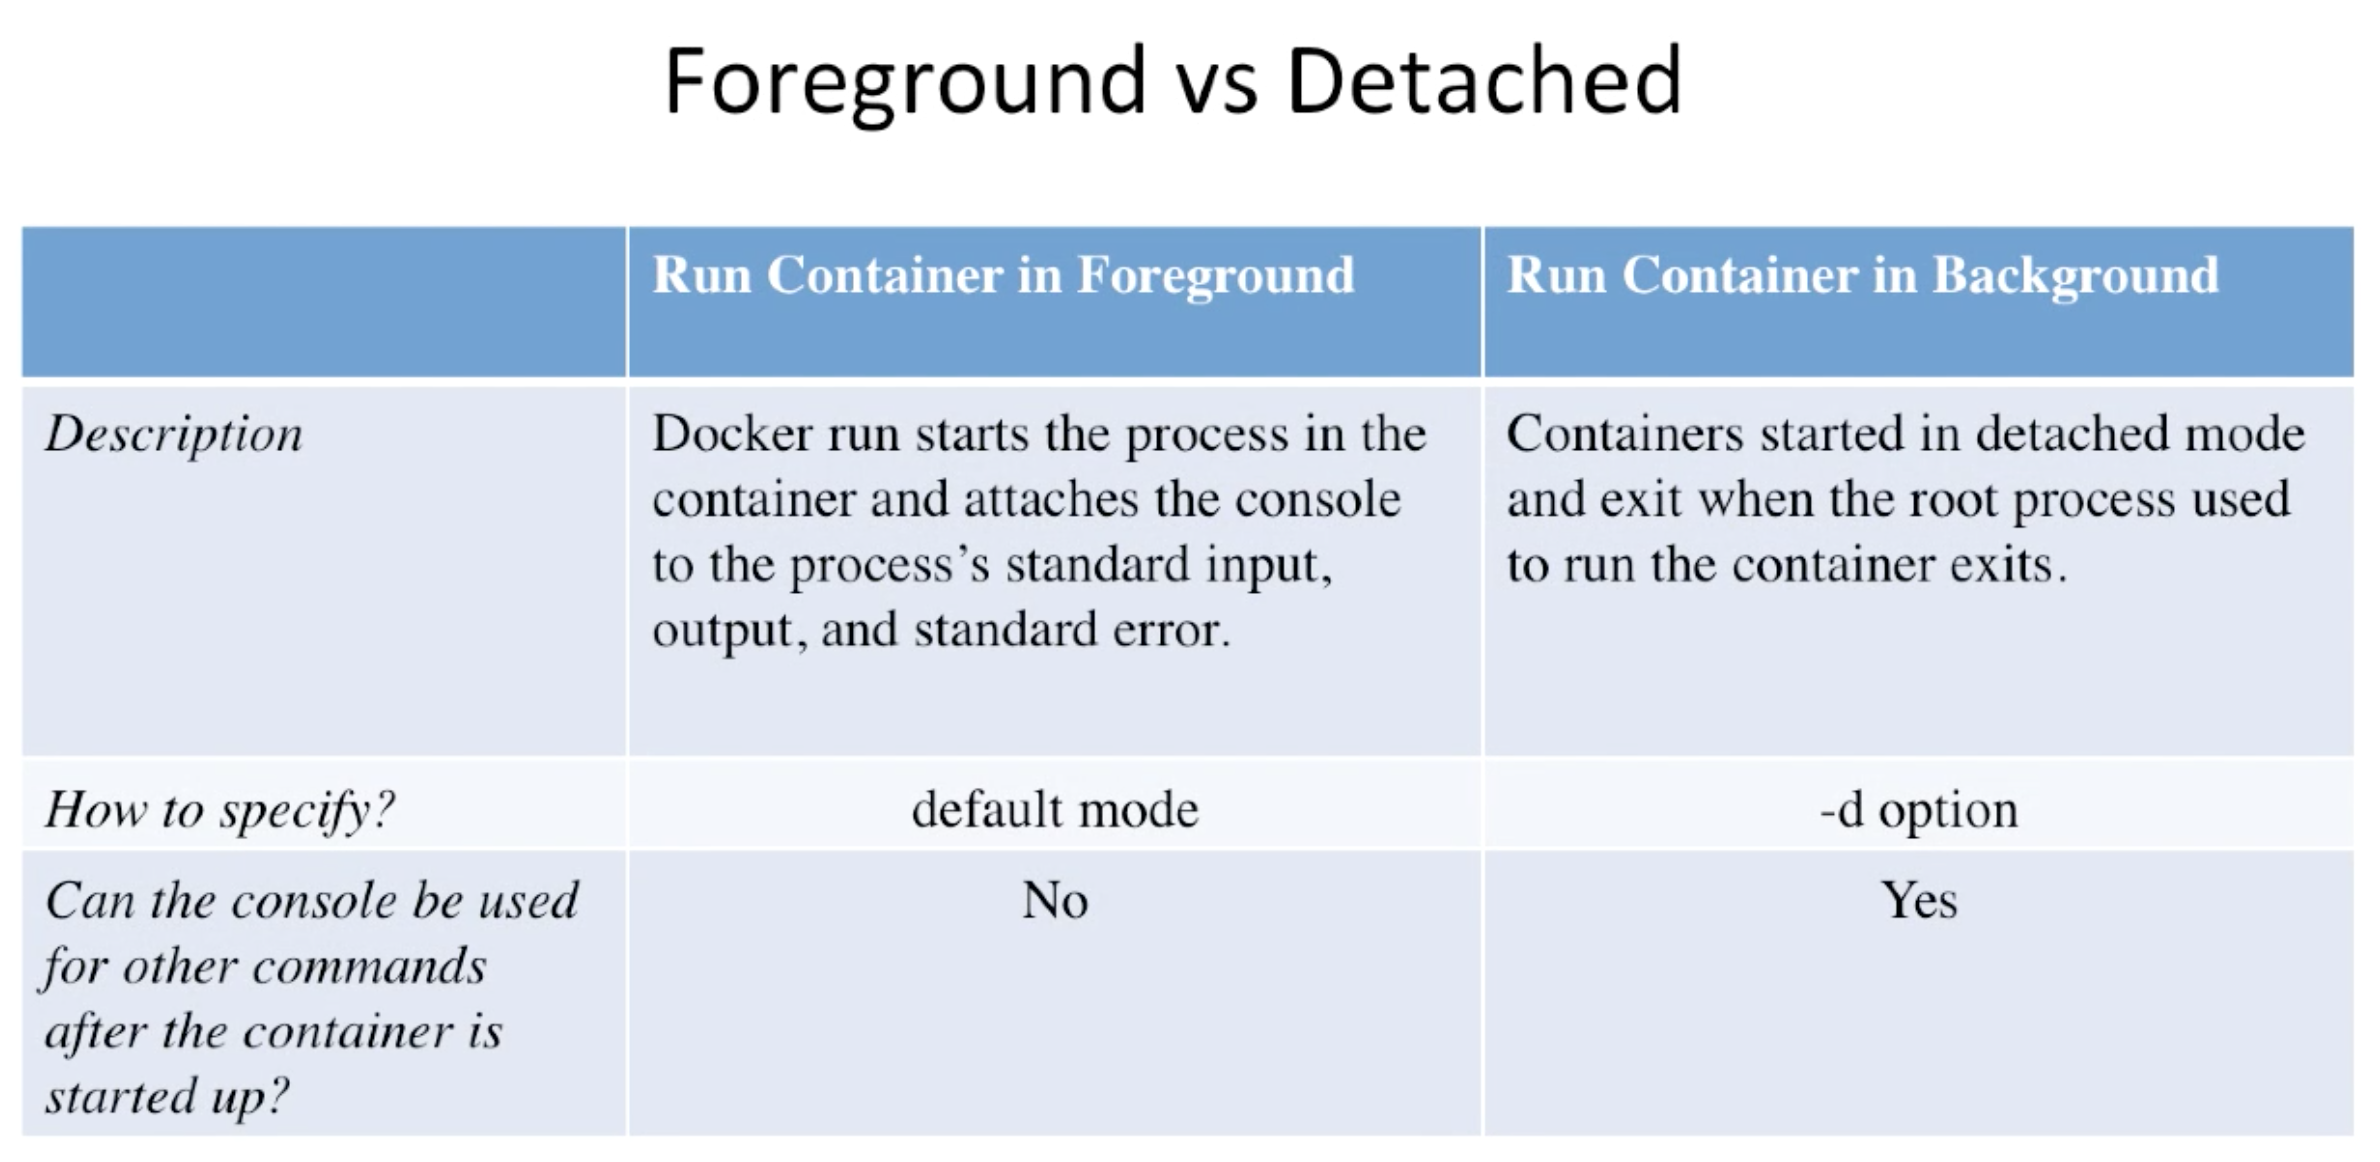 Foreground vs Detached
Run Container in Foreground
Run Container in Background
Description
Docker run starts the process in the
container and attaches the console
to the process’s standard input,
output, and standard error.
Containers started in detached mode
and exit when the root process used
to run the container exits.
How to specify?
default mode
-d option
Can the console be used
for other commands
after the container is
started up?
No
Yes